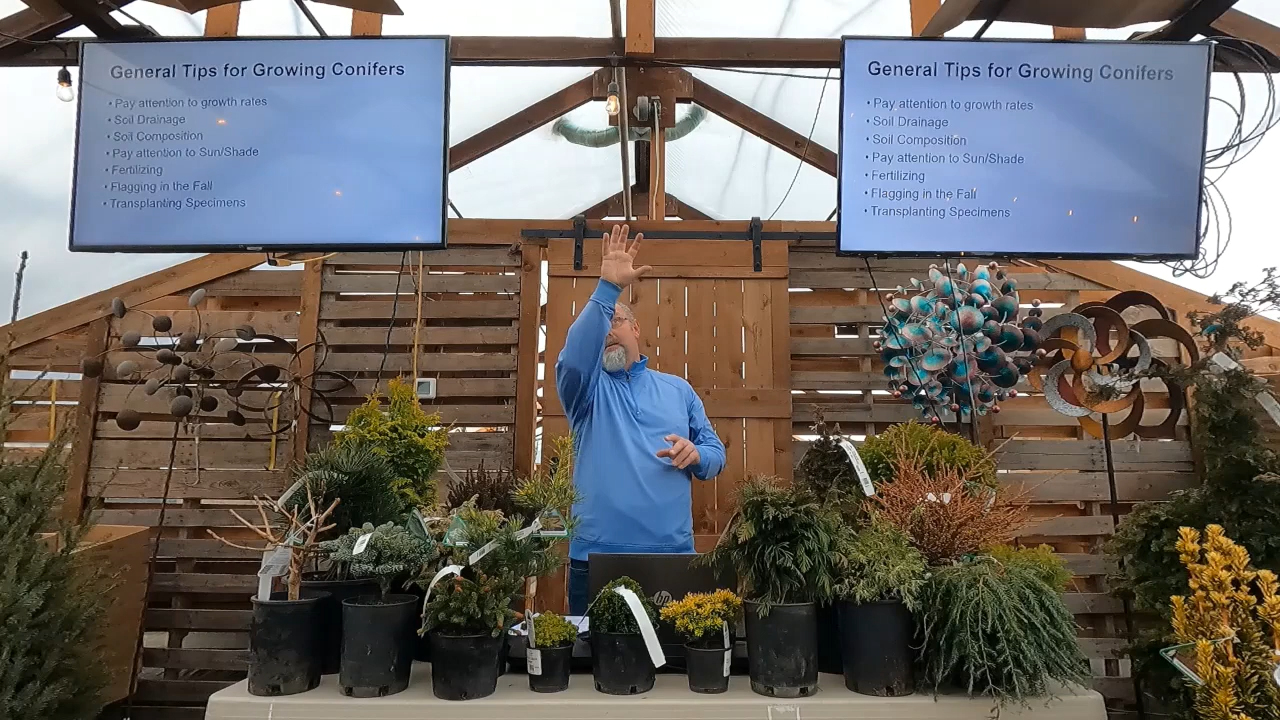 General Tips for Growing Conifers
• Pay attention to growth rates
• Soil Drainage
• Soil Composition
• Pay attention to Sun/Shade
• Fertilizing
• Flagging in the Fall
• Transplanting Specimens
General Tips for Growing Conifers
• Pay attention to growth rates
• Soil Drainage
• Soil Composition
• Pay attention to Sun/Shade
• Fertilizing
• Flagging in the Fall
• Transplanting Specimens
hp